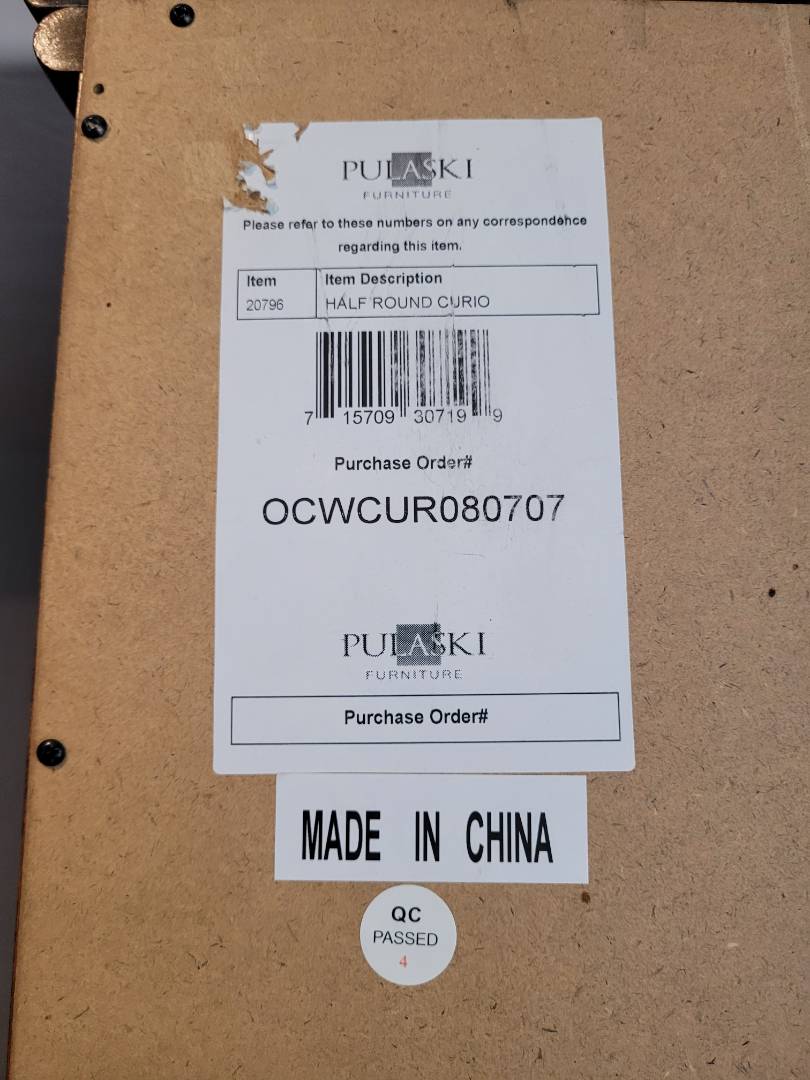 PULASKI
FURNITURE
Please refer to these numbers on any correspondence
regarding this item.
Item Item Description
20796 HALF ROUND CURIO
7 15709 30719 9
Purchase Order#
OCWCUR080707
PULASKI
FURNITURE
Purchase Order#
MADE IN CHINA
QC
PASSED
4